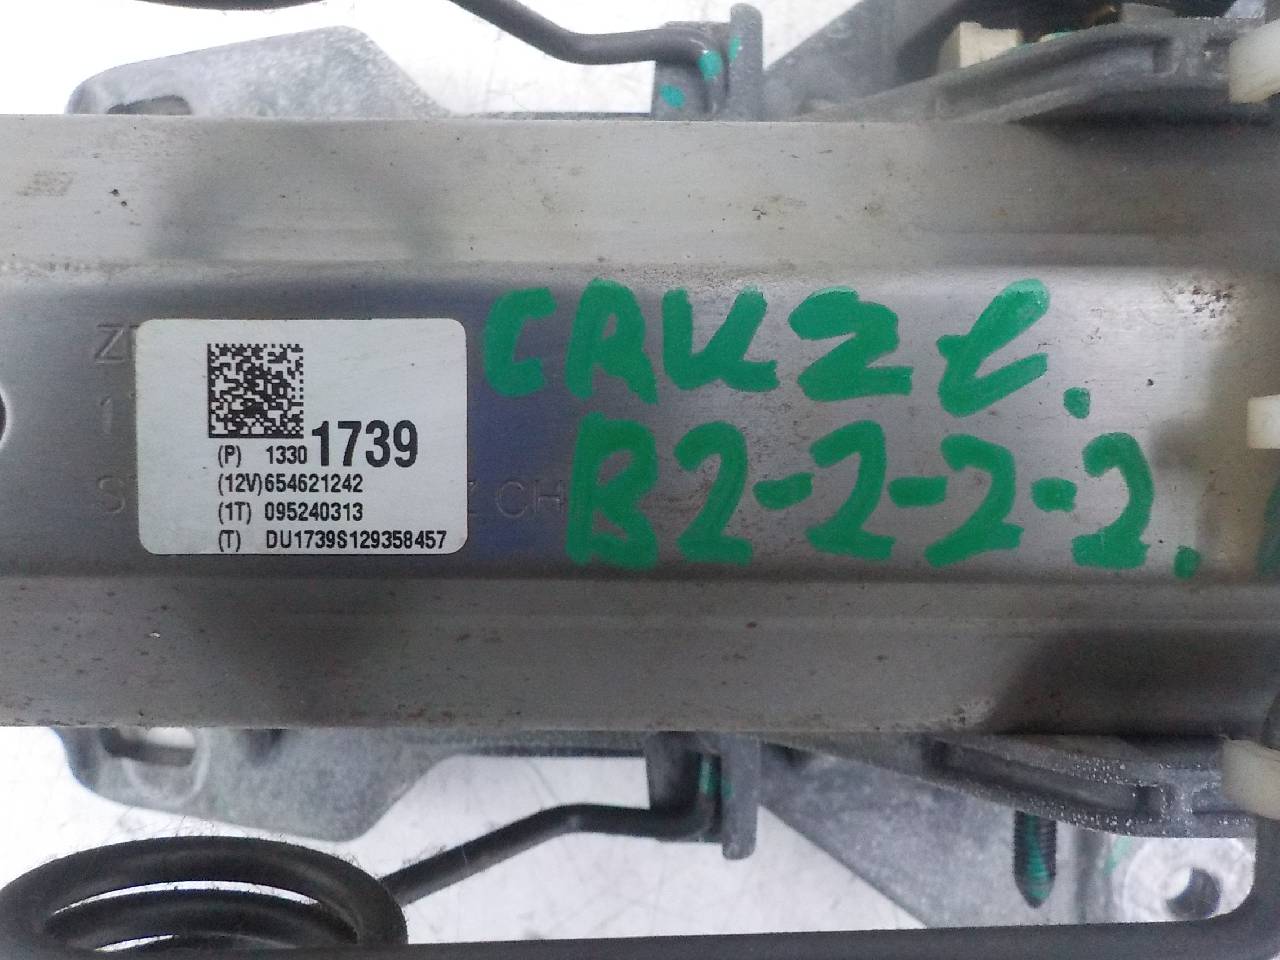 (P) 1330 1739
(12V)654621242
(1T) 095240313
(T) DU1739S129358457
CRUZE.
B2-2-2-2.